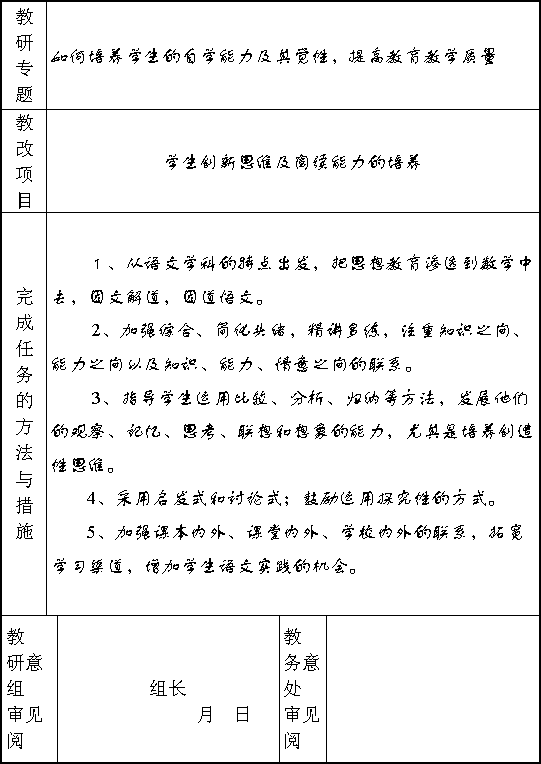 教
研
专
题
如何培养学生的自学能力及其觉性，提高教育教学质量
教
改
项
目
学生创新思维及阅读能力的培养
完
成
任
务
的
方
法
与
措
施
1、从语文学科的特点出发，把思想教育渗透到教学中
去，因文解道，因道悟文。
2、加强综合、简化头绪，精讲多练，注重知识之间、
能力之间以及知识、能力、情意之间的联系。
3、指导学生运用比较、分析、归纳等方法，发展他们
的观察、记忆、思考、联想和想象的能力，尤其是培养创造
性思维。
4、采用启发式和讨论式；鼓励运用探究性的方式。
5、加强课本内外、课堂内外、学校内外的联系，拓宽
学习渠道，增加学生语文实践的机会。
教
研意
组
审见
阅
组长
月 日
教
务意
处
审见
阅